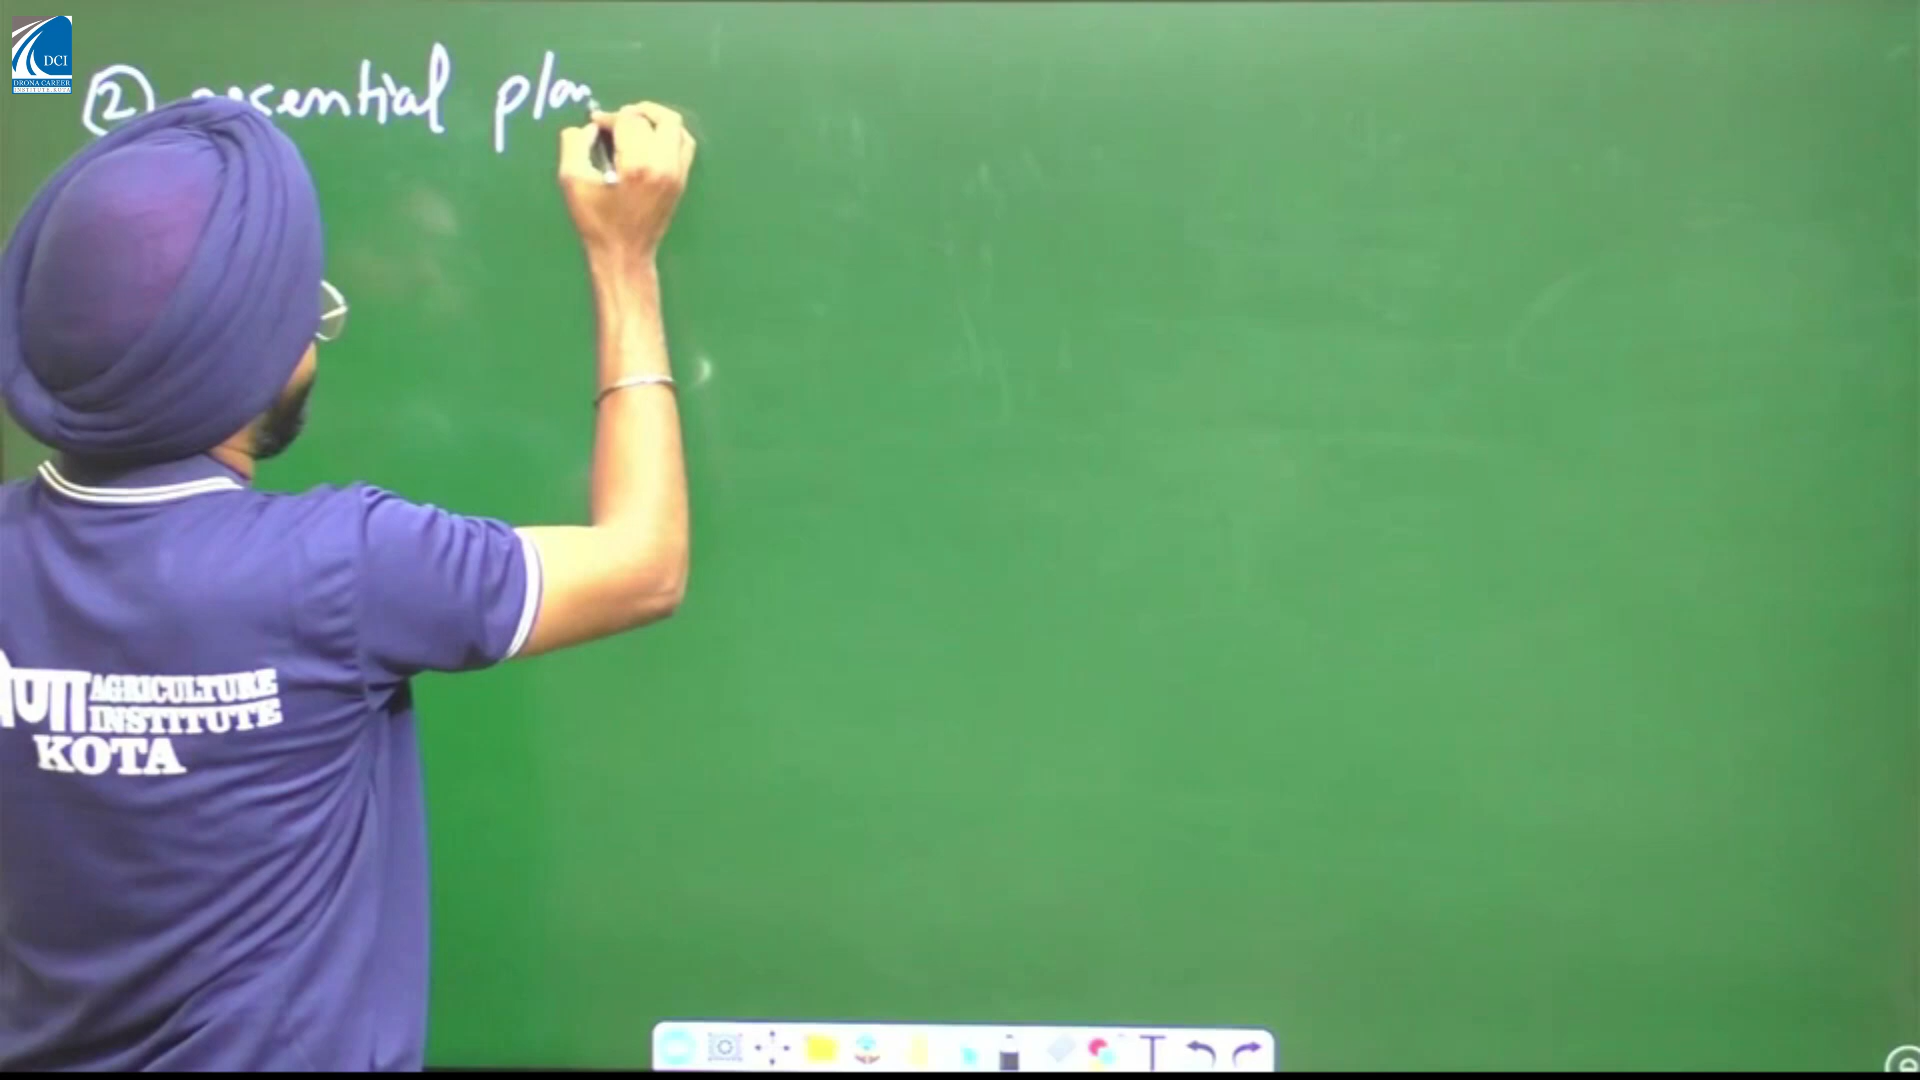 DCI
DRONA CAREER
INSTITUTE KOTA
② essential plan
AGRICULTURE
INSTITUTE
KOTA
T